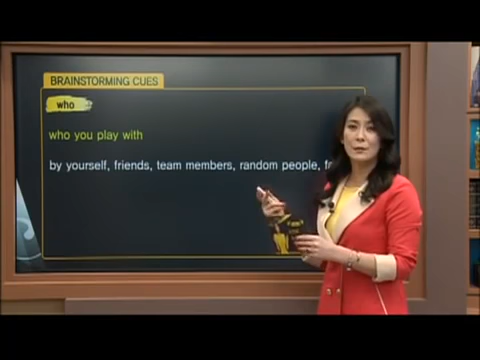 BRAINSTORMING CUES
who
who you play with
by yourself, friends, team members, random people,